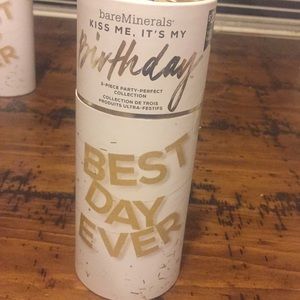 bareMinerals®
KISS ME, IT'S MY
birthday
3-PIECE PARTY-PERFECT
COLLECTION
COLLECTION DE TROIS
PRODUITS ULTRA-FESTIFS
BEST
DAY
EVER